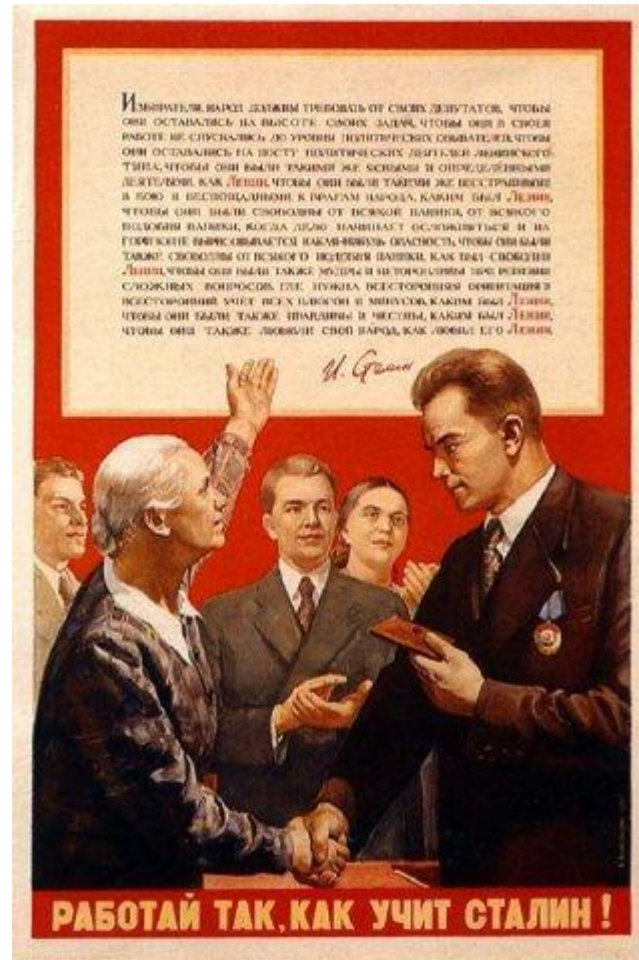 Избиратели, народ должны требовать от своих депутатов, чтобы
они оставались на высоте своих задач, чтобы они в своей
работе не спускались до уровня политических обывателей, чтобы
они оставались на посту политических деятелей ленинского
типа, чтобы они были такими же ясными и определёнными
деятелями, как Ленин, чтобы они были такими же бесстрашными
в бою и беспощадными к врагам народа, каким был Ленин,
чтобы они были свободны от всякой паники, от всякого
подобия паники, когда дело начинает осложняться и на
горизонте вырисовывается какая-нибудь опасность, чтобы они были
также свободны от всякого подобия паники, как был свободен
Ленин, чтобы они были также мудры и неторопливы при решении
сложных вопросов, где нужна всесторонняя ориентация и
всесторонний учёт всех плюсов и минусов, каким был Ленин,
чтобы они были также правдивы и честны, каким был Ленин,
чтобы они также любили свой народ, как любил его Ленин.
И. Сталин
РАБОТАЙ ТАК, КАК УЧИТ СТАЛИН!